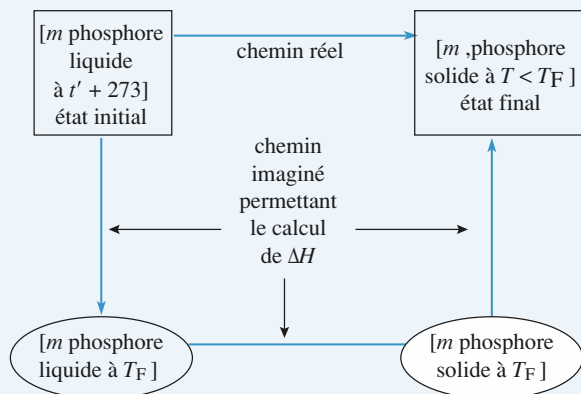 [m phosphore
liquide
à t′ + 273]
état initial
chemin réel
[m ,phosphore
solide à T < TF ]
état final
chemin
imaginé
permettant
le calcul
de ΔH
[m phosphore
liquide à TF ]
[m phosphore
solide à TF ]